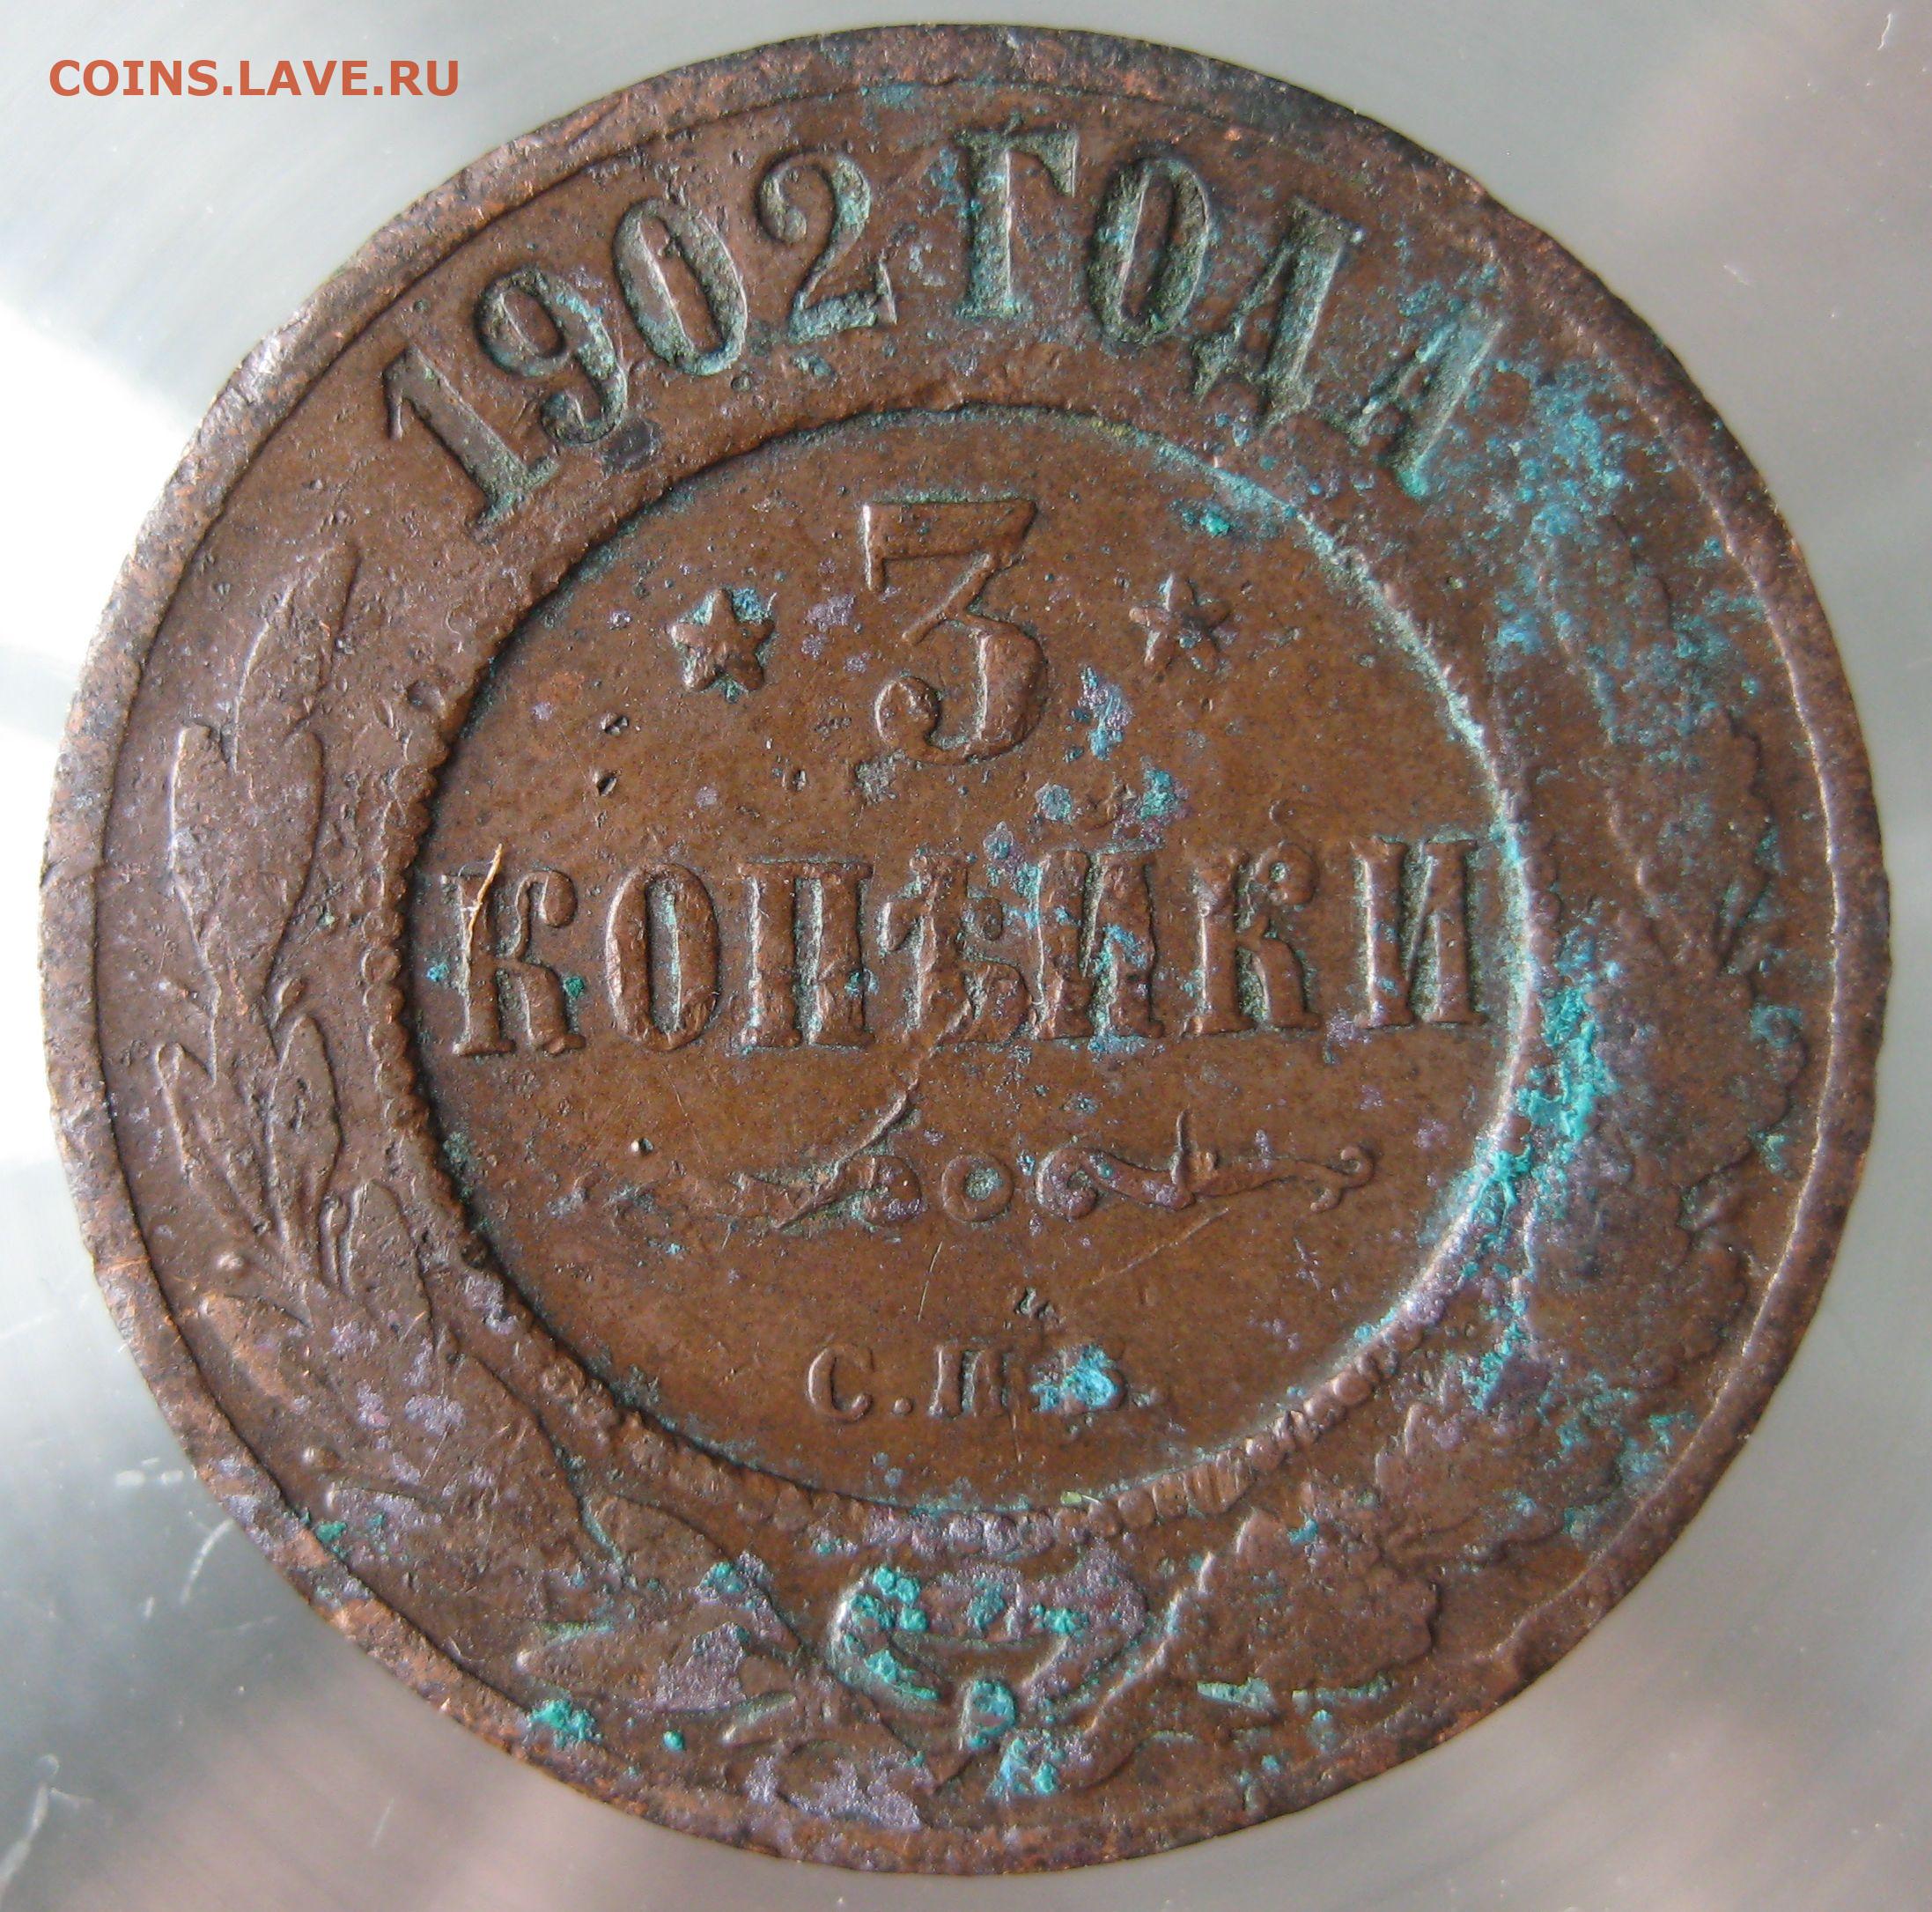 COINS.LAVE.RU
1902 ГОДА
3
КОПѢЙКИ
С.П.Б.